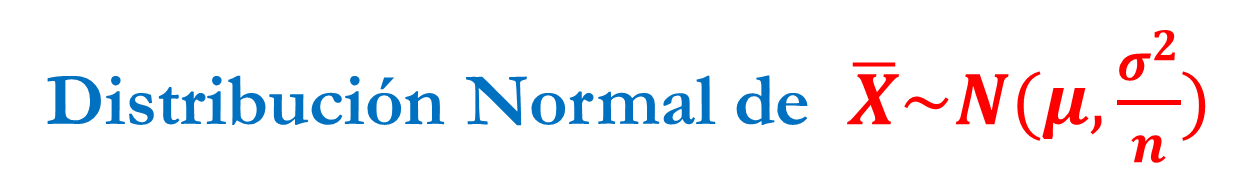 Distribución Normal de X̅~N(μ, σ²/n)